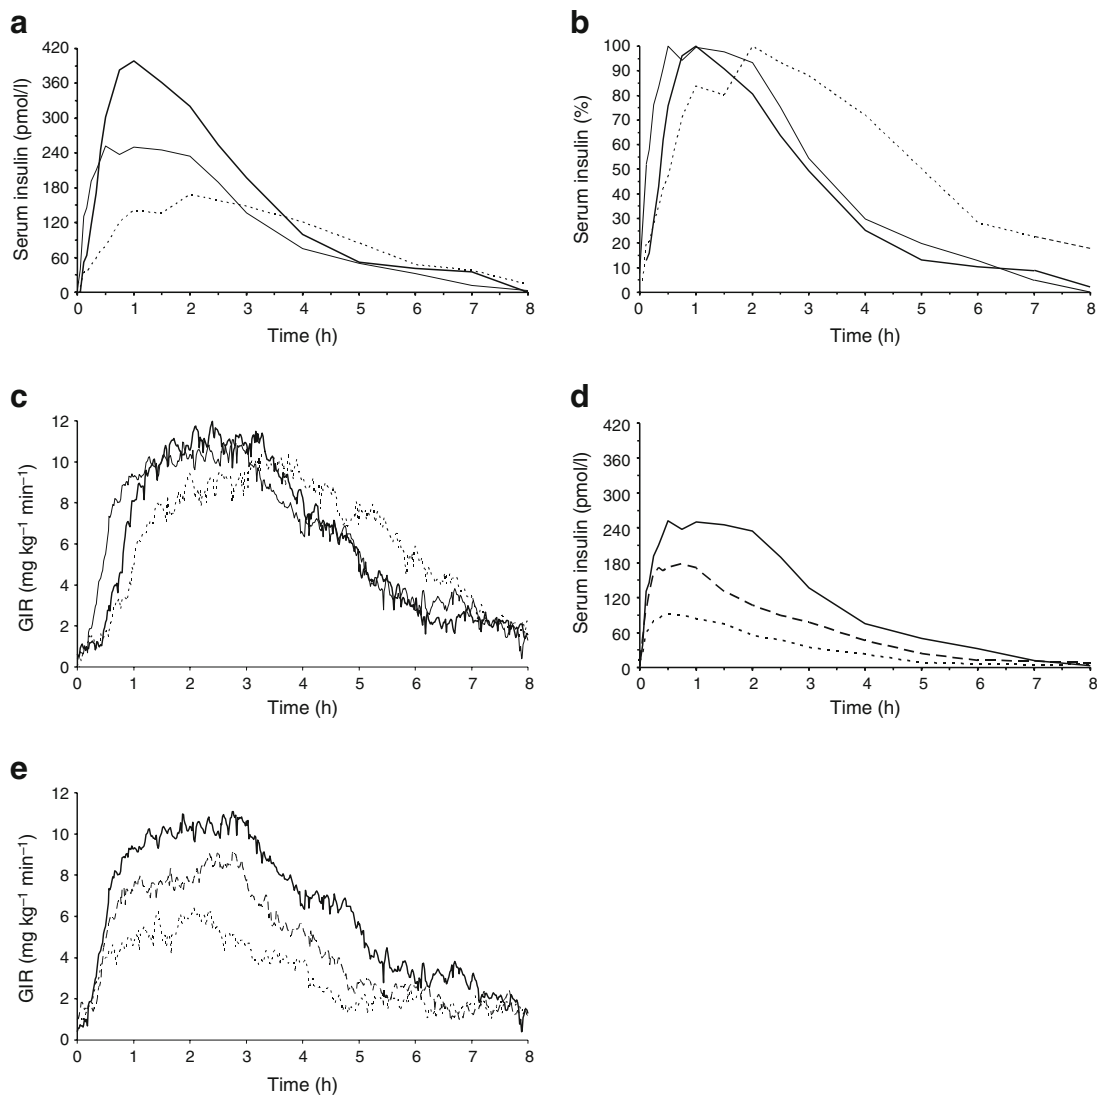 a
Serum insulin (pmol/l)
420
360
300
240
180
120
60
0
0 1 2 3 4 5 6 7 8
Time (h)
b
Serum insulin (%)
100
90
80
70
60
50
40
30
20
10
0
0 1 2 3 4 5 6 7 8
Time (h)
c
GIR (mg kg⁻¹ min⁻¹)
12
10
8
6
4
2
0
0 1 2 3 4 5 6 7 8
Time (h)
d
Serum insulin (pmol/l)
420
360
300
240
180
120
60
0
0 1 2 3 4 5 6 7 8
Time (h)
e
GIR (mg kg⁻¹ min⁻¹)
12
10
8
6
4
2
0
0 1 2 3 4 5 6 7 8
Time (h)